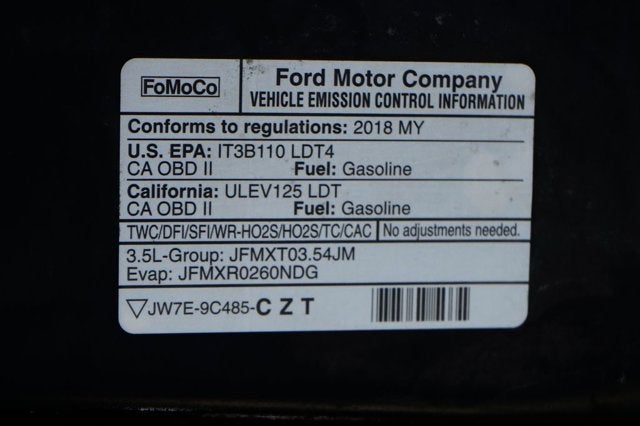 FoMoCo
Ford Motor Company
VEHICLE EMISSION CONTROL INFORMATION
Conforms to regulations: 2018 MY
U.S. EPA: IT3B110 LDT4
CA OBD II Fuel: Gasoline
California: ULEV125 LDT
CA OBD II Fuel: Gasoline
TWC/DFI/SFI/WR-HO2S/HO2S/TC/CAC No adjustments needed.
3.5L-Group: JFMXT03.54JM
Evap: JFMXR0260NDG
▽JW7E-9C485-C Z T